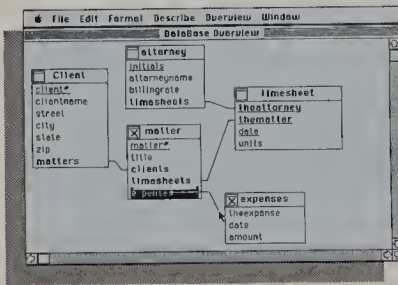 File Edit Format Describe Overview Window
DataBase Overview
Client
client#
clientname
street
city
state
zip
matters
attorney
initials
attorneyname
billingrate
timesheets
matter
matter#
title
clients
timesheets
timesheet
theattorney
thematter
date
units
expenses
theexpense
date
amount